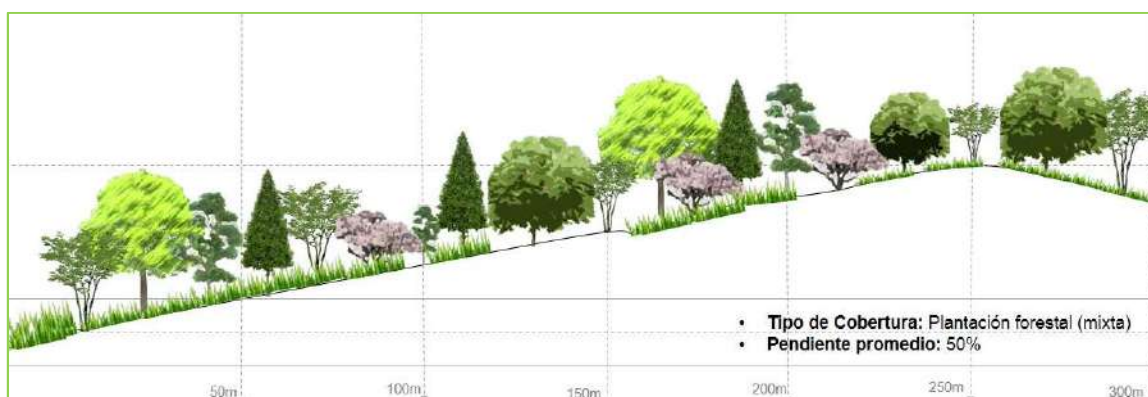 • Tipo de Cobertura: Plantación forestal (mixta)
• Pendiente promedio: 50%
50m 100m 150m 200m 250m 300m